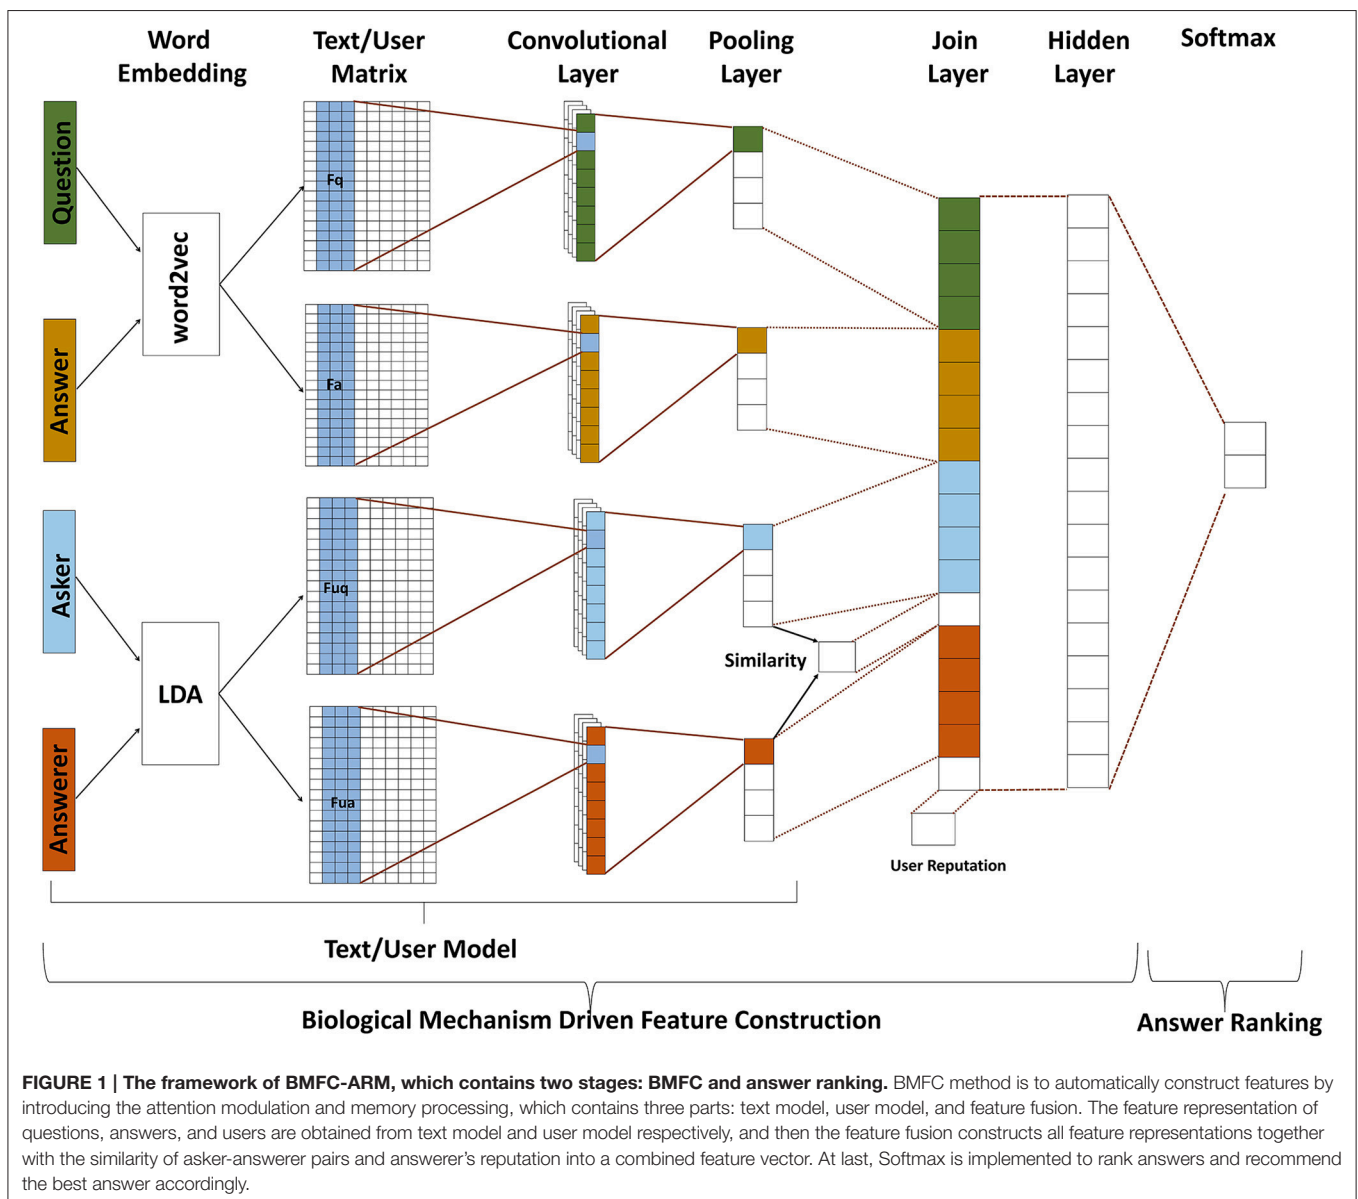 Word
Embedding
Text/User
Matrix
Convolutional
Layer
Pooling
Layer
Join
Layer
Hidden
Layer
Softmax
Question
Answer
Asker
Answerer
word2vec
LDA
Fq
Fa
Fuq
Fua
Similarity
User Reputation
Text/User Model
Biological Mechanism Driven Feature Construction
Answer Ranking
FIGURE 1 | The framework of BMFC-ARM, which contains two stages: BMFC and answer ranking. BMFC method is to automatically construct features by
introducing the attention modulation and memory processing, which contains three parts: text model, user model, and feature fusion. The feature representation of
questions, answers, and users are obtained from text model and user model respectively, and then the feature fusion constructs all feature representations together
with the similarity of asker-answerer pairs and answerer's reputation into a combined feature vector. At last, Softmax is implemented to rank answers and recommend
the best answer accordingly.